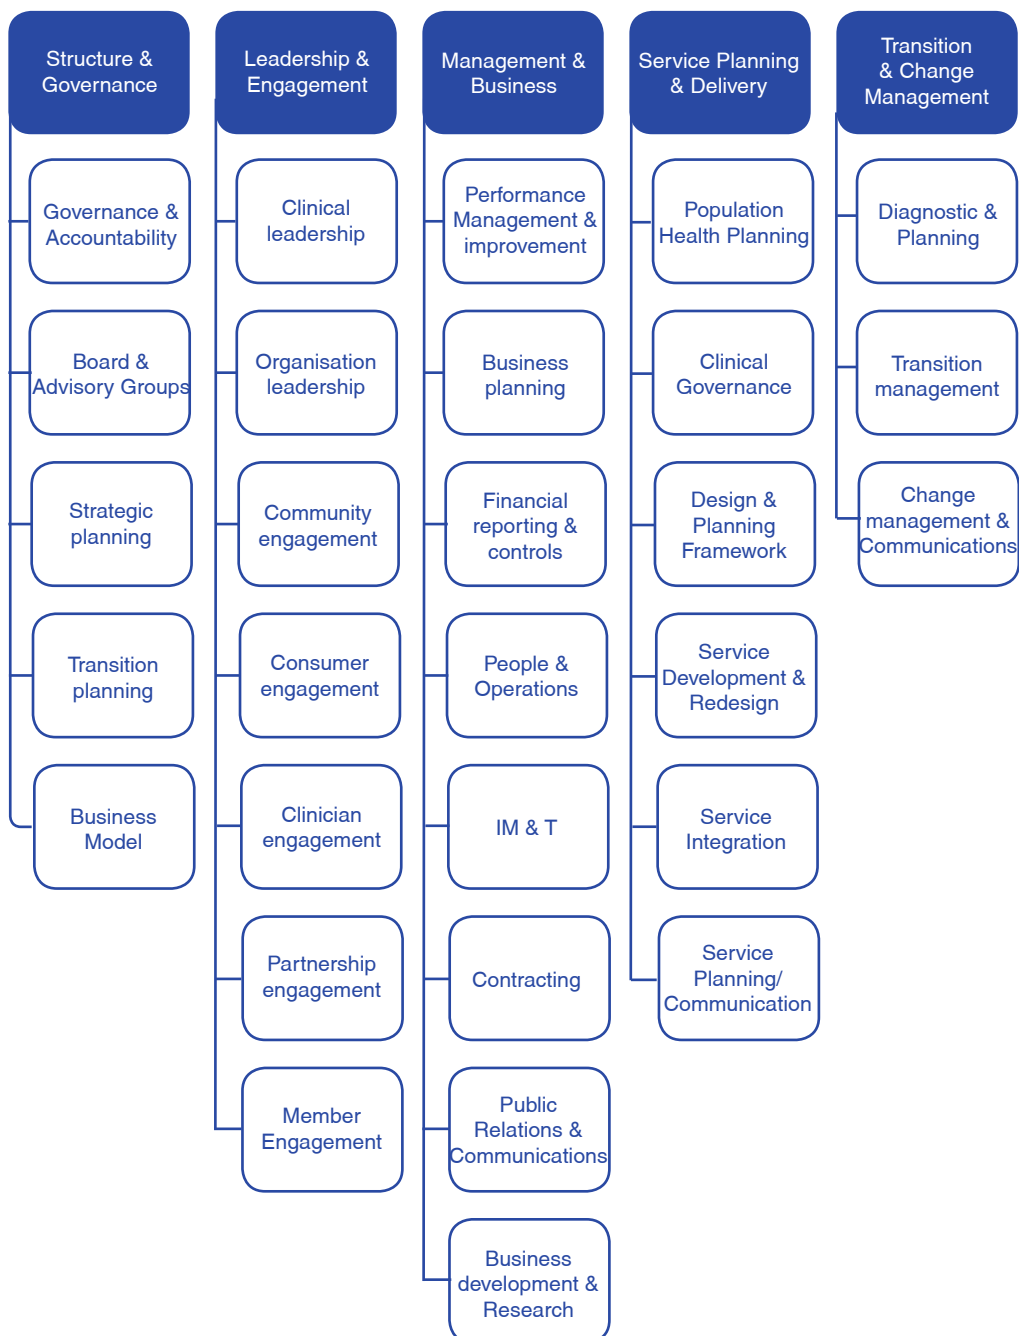 Structure &
Governance
Governance &
Accountability
Board &
Advisory Groups
Strategic
planning
Transition
planning
Business
Model
Leadership &
Engagement
Clinical
leadership
Organisation
leadership
Community
engagement
Consumer
engagement
Clinician
engagement
Partnership
engagement
Member
Engagement
Management &
Business
Performance
Management &
improvement
Business
planning
Financial
reporting &
controls
People &
Operations
IM & T
Contracting
Public
Relations &
Communications
Business
development &
Research
Service Planning
& Delivery
Population
Health Planning
Clinical
Governance
Design &
Planning
Framework
Service
Development &
Redesign
Service
Integration
Service
Planning/
Communication
Transition
& Change
Management
Diagnostic &
Planning
Transition
management
Change
management &
Communications